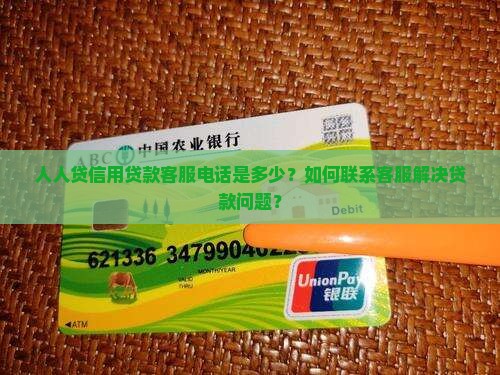 ABC 中国农业银行
人人贷信用贷款客服电话是多少？如何联系客服解决贷
款问题？
Debit
621336
VALID
THRU
MONTH/YEAR
UnionPay
银联
◀ATM